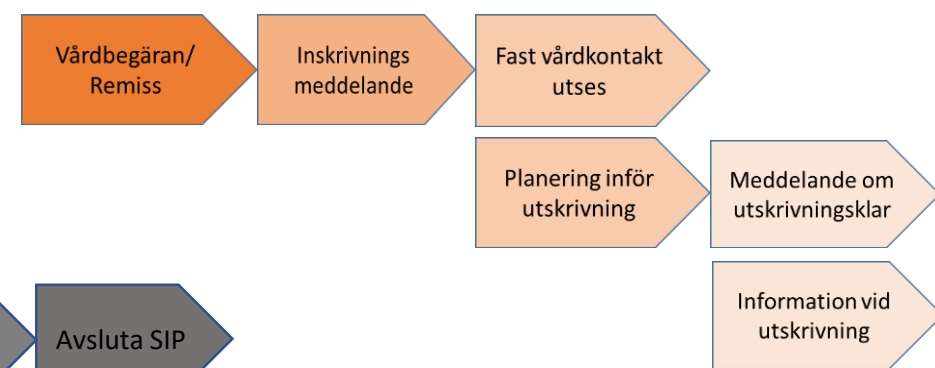 Vårdbegäran/
Remiss
Inskrivnings
meddelande
Fast vårdkontakt
utses
Planering inför
utskrivning
Meddelande om
utskrivningsklar
Information vid
utskrivning
Avsluta SIP